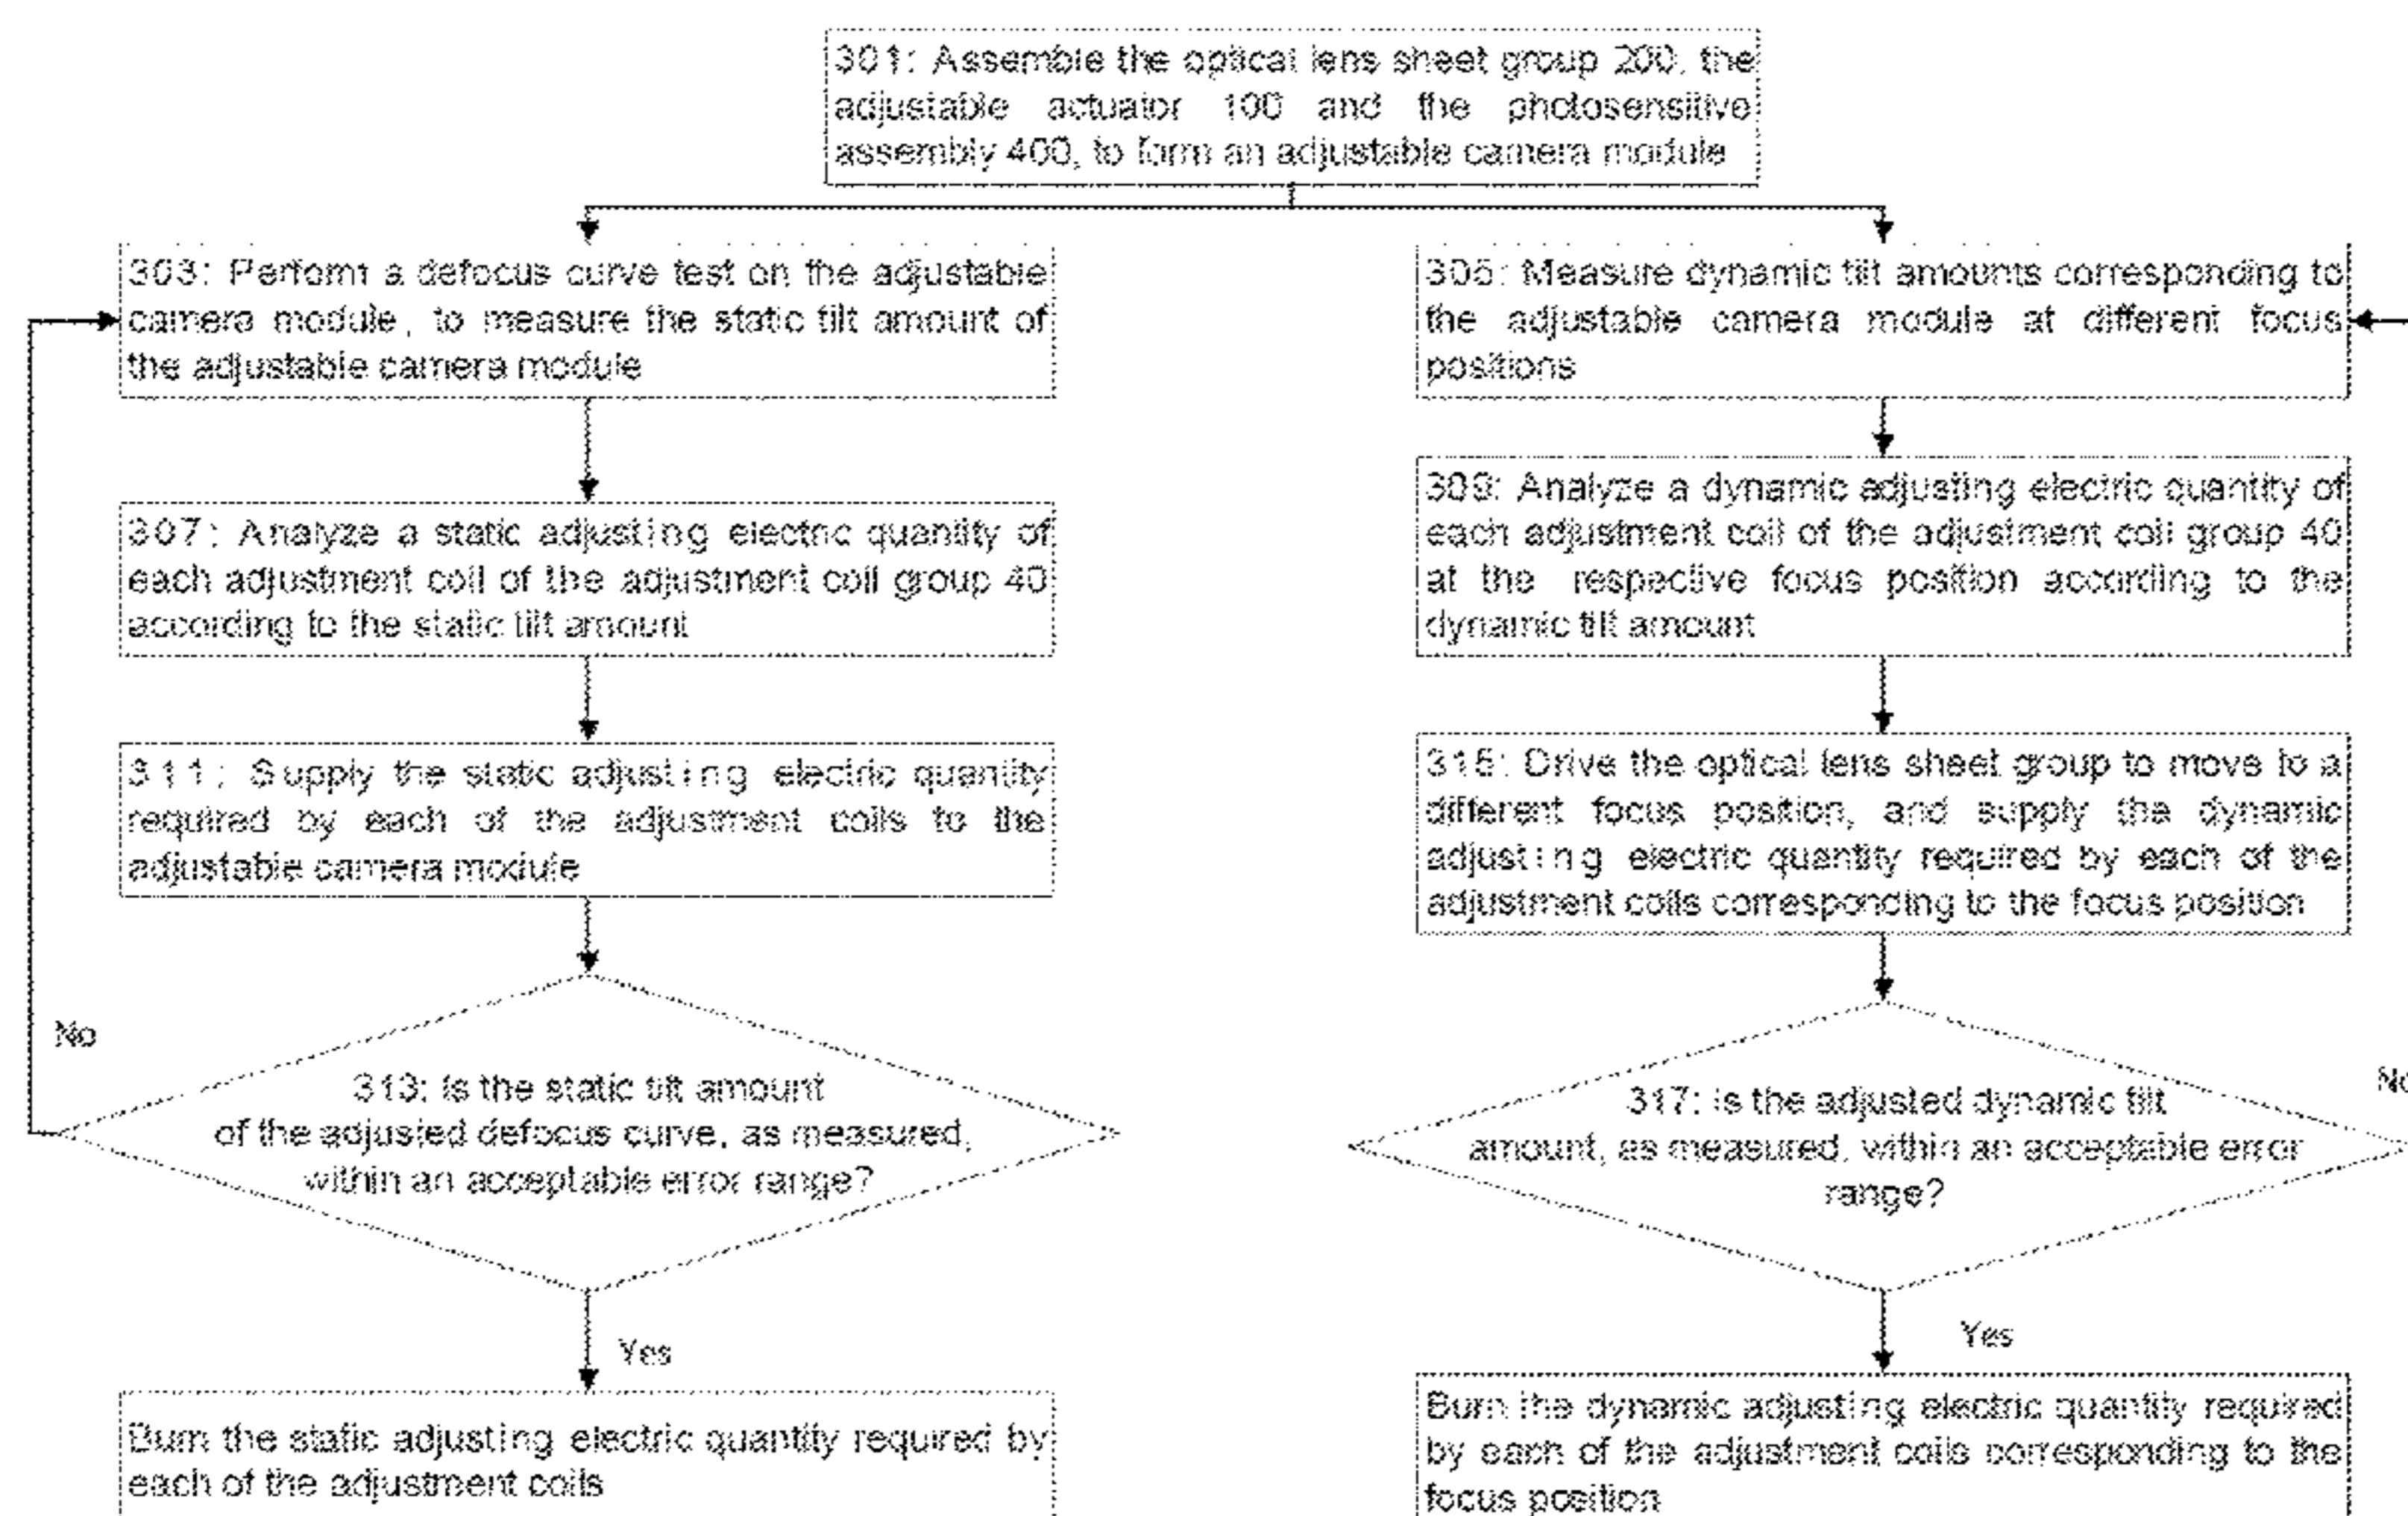 301: Assemble the optical lens sheet group 200, the
adjustable actuator 100 and the photosensitive
assembly 400, to form an adjustable camera module
303: Perform a defocus curve test on the adjustable
camera module, to measure the static tilt amount of
the adjustable camera module
307: Analyze a static adjusting electric quantity of
each adjustment coil of the adjustment coil group 40
according to the static tilt amount
311: Supply the static adjusting electric quantity
required by each of the adjustment coils to the
adjustable camera module
No
313: Is the static tilt amount
of the adjusted defocus curve, as measured,
within an acceptable error range?
Yes
Burn the static adjusting electric quantity required by
each of the adjustment coils
305: Measure dynamic tilt amounts corresponding to
the adjustable camera module at different focus
positions
309: Analyze a dynamic adjusting electric quantity of
each adjustment coil of the adjustment coil group 40
at the respective focus position according to the
dynamic tilt amount
315: Drive the optical lens sheet group to move to a
different focus position, and supply the dynamic
adjusting electric quantity required by each of the
adjustment coils corresponding to the focus position
No
317: Is the adjusted dynamic tilt
amount, as measured, within an acceptable error
range?
Yes
Burn the dynamic adjusting electric quantity required
by each of the adjustment coils corresponding to the
focus position